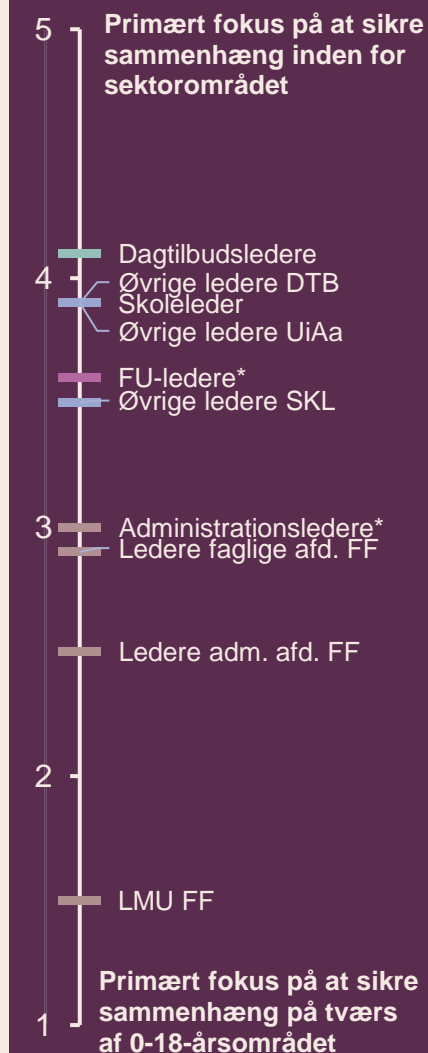 5
Primært fokus på at sikre
sammenhæng inden for
sektorområdet
Dagtilbudsledere
4
Øvrige ledere DTB
Skoleleder
Øvrige ledere UiAa
FU-ledere*
Øvrige ledere SKL
3
Administrationsledere*
Ledere faglige afd. FF
Ledere adm. afd. FF
2
LMU FF
Primært fokus på at sikre
sammenhæng på tværs
1
af 0-18-årsområdet